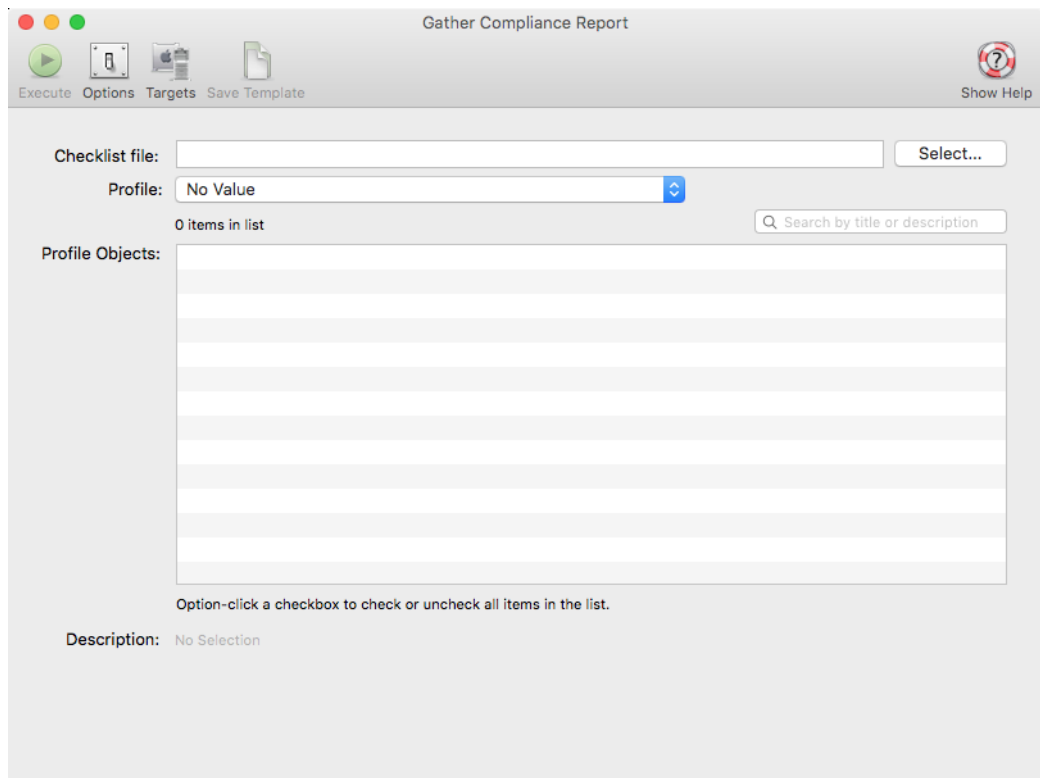 Gather Compliance Report
Execute Options Targets Save Template Show Help
Checklist file: Select...
Profile: No Value
0 items in list Search by title or description
Profile Objects:
Option-click a checkbox to check or uncheck all items in the list.
Description: No Selection